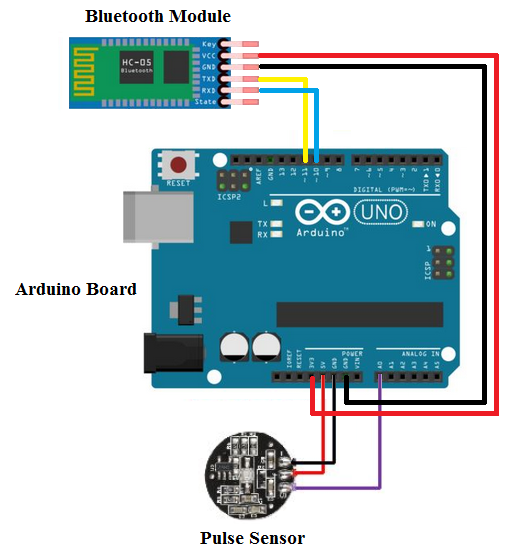 Bluetooth Module
HC-05
Bluetooth
Key
VCC
GND
TXD
RXD
State
RESET
ICSP2
AREF
GND
13
12
~11
~10
~9
8
7
~6
~5
4
~3
2
TXD▶1
RXD◀0
DIGITAL (PWM=~)
L
TX
RX
Arduino™
UNO
ON
1
ICSP
Arduino Board
IOREF
RESET
3V3
5V
GND
GND
VIN
POWER
ANALOG IN
A0
A1
A2
A3
A4
A5
Pulse Sensor